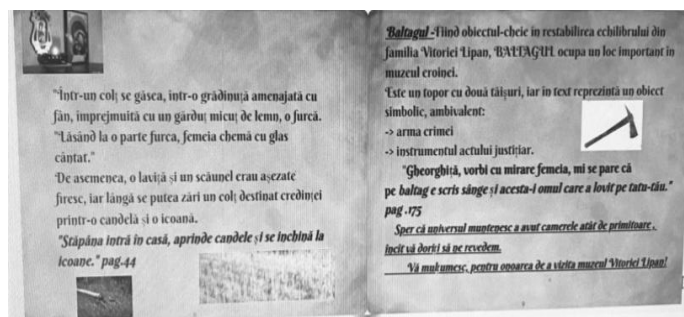 "Într-un colț se găsea, într-o grădinuță amenajată cu
fân, împrejmuită cu un gărduț micuț de lemn, o furcă.
"Lăsând la o parte furca, femeia chemă cu glas
cântat."
De asemenea, o laviță și un scăunel erau așezate
firesc, iar lângă se putea zări un colț destinat credinței
printr-o candelă și o icoană.
"Stăpâna intră în casă, aprinde candele și se închină la
icoane." pag.44
Baltagul -Fiind obiectul-cheie în restabilirea echilibrului din
familia Vitoriei Lipan, BALTAGUL ocupa un loc important în
muzeul eroinei.
Este un topor cu două tăișuri, iar în text reprezintă un obiect
simbolic, ambivalent:
-> arma crimei
-> instrumentul actului justițiar.
"Gheorghiță, vorbi cu mirare femeia, mi se pare că
pe baltag e scris sânge și acesta-i omul care a lovit pe tatu-tău."
pag .175
Sper că universul muntenesc a avut camerele atât de primitoare ,
încît vă doriți să ne revedem.
Vă mulțumesc, pentru onoarea de a vizita muzeul Vitoriei Lipan!